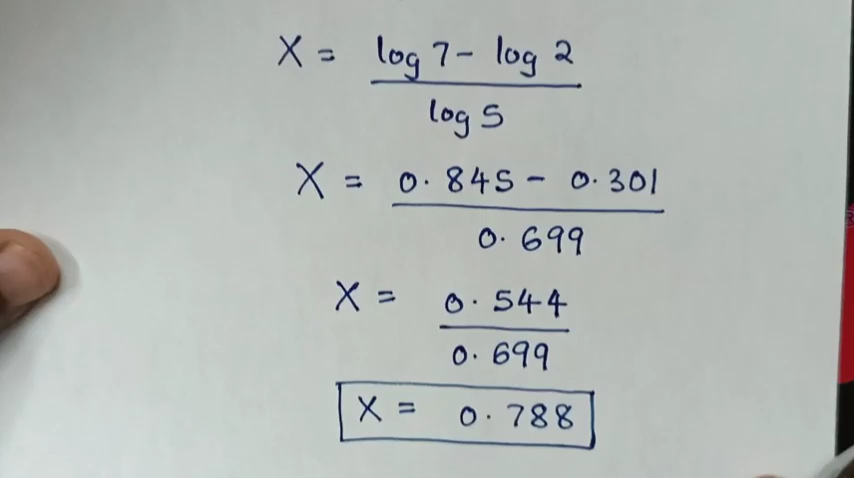 X = (log 7 - log 2) / log 5
X = (0.845 - 0.301) / 0.699
X = 0.544 / 0.699
X = 0.788